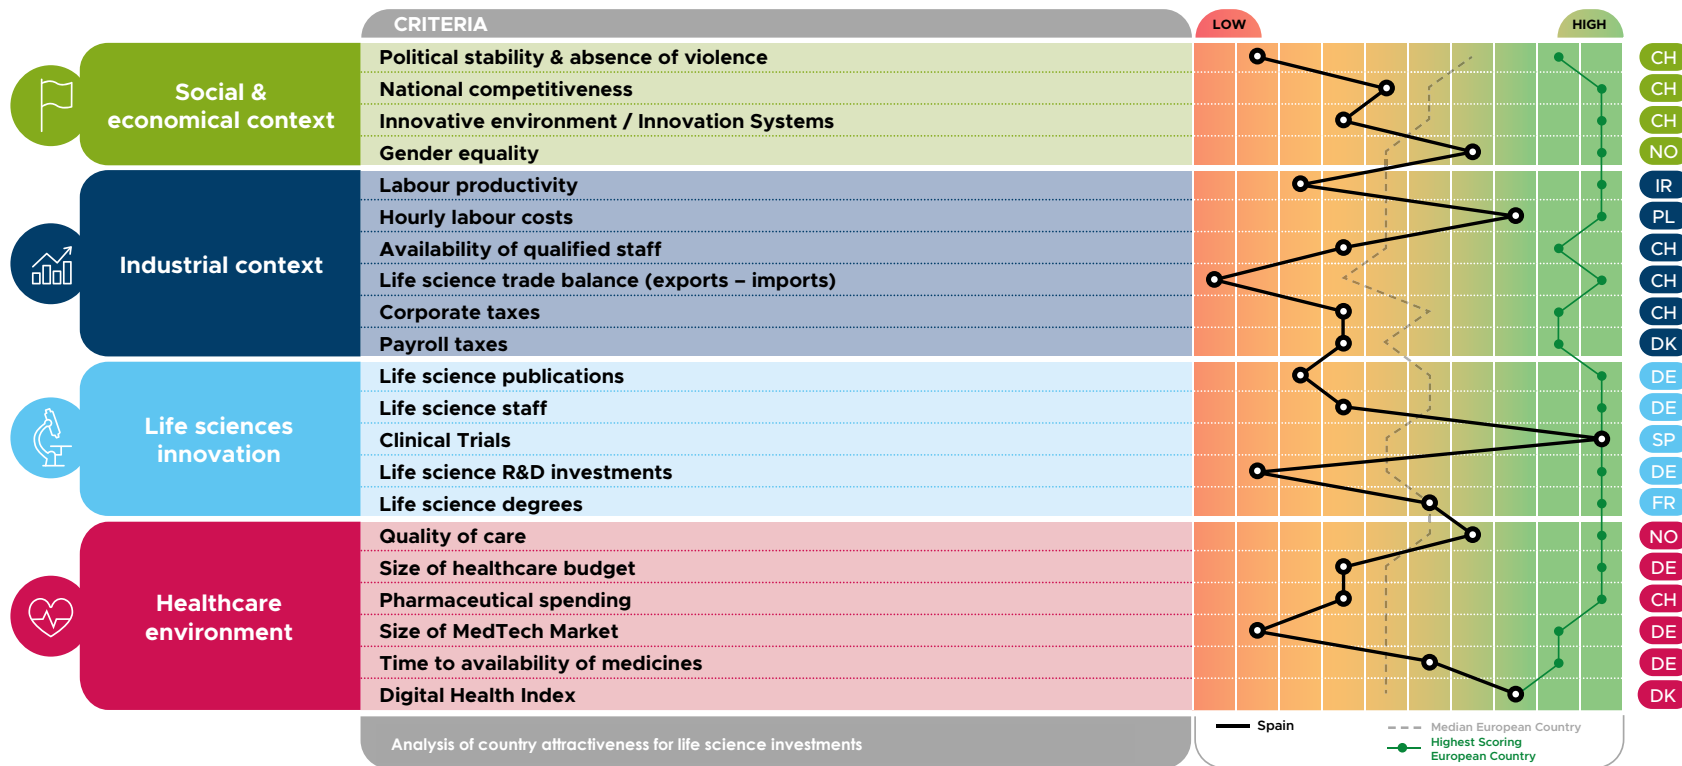 CRITERIA
LOW
HIGH
Social &
economical context
Political stability & absence of violence
CH
National competitiveness
CH
Innovative environment / Innovation Systems
CH
Gender equality
NO
Industrial context
Labour productivity
IR
Hourly labour costs
PL
Availability of qualified staff
CH
Life science trade balance (exports – imports)
CH
Corporate taxes
CH
Payroll taxes
DK
Life sciences
innovation
Life science publications
DE
Life science staff
DE
Clinical Trials
SP
Life science R&D investments
DE
Life science degrees
FR
Healthcare
environment
Quality of care
NO
Size of healthcare budget
DE
Pharmaceutical spending
CH
Size of MedTech Market
DE
Time to availability of medicines
DE
Digital Health Index
DK
Analysis of country attractiveness for life science investments
Spain
Median European Country
Highest Scoring
European Country